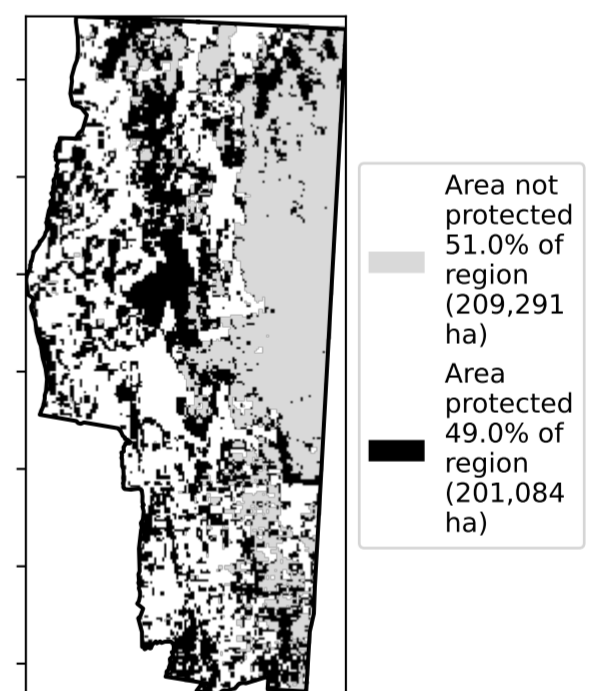 Area not
protected
51.0% of
region
(209,291
ha)
Area
protected
49.0% of
region
(201,084
ha)